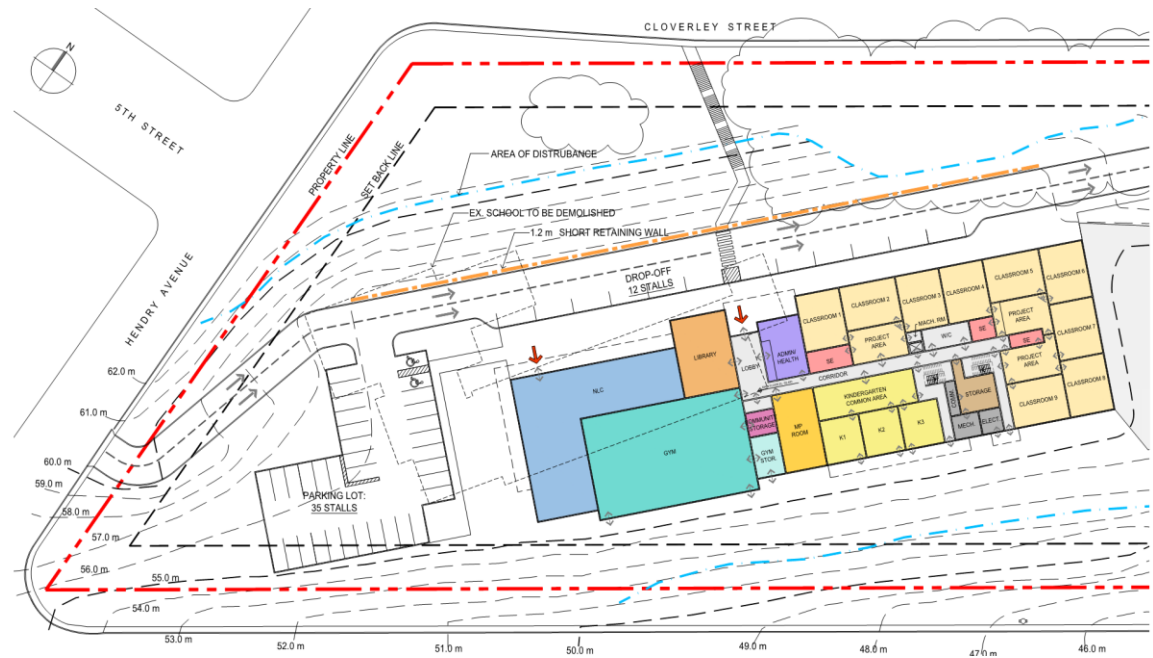 CLOVERLEY STREET
N
5TH STREET
HENDRY AVENUE
PROPERTY LINE
SET BACK LINE
AREA OF DISTRUBANCE
EX. SCHOOL TO BE DEMOLISHED
1.2 m SHORT RETAINING WALL
DROP-OFF
12 STALLS
PARKING LOT:
35 STALLS
NLC
GYM
LIBRARY
LOBBY
ADMIN/
HEALTH
CLASSROOM 1
CLASSROOM 2
CLASSROOM 3
CLASSROOM 4
CLASSROOM 5
CLASSROOM 6
CLASSROOM 7
CLASSROOM 8
CLASSROOM 9
SE
PROJECT
AREA
MACH. RM
W/C
SE
PROJECT
AREA
SE
PROJECT
AREA
CORRIDOR
KINDERGARTEN
COMMON AREA
K1
K2
K3
MP
ROOM
COMMUNITY
STORAGE
GYM
STOR.
COMM.
STORAGE
MECH.
ELECT.
62.0 m
61.0 m
60.0 m
59.0 m
58.0 m
57.0 m
56.0 m
55.0 m
54.0 m
53.0 m
52.0 m
51.0 m
50.0 m
49.0 m
48.0 m
47.0 m
46.0 m